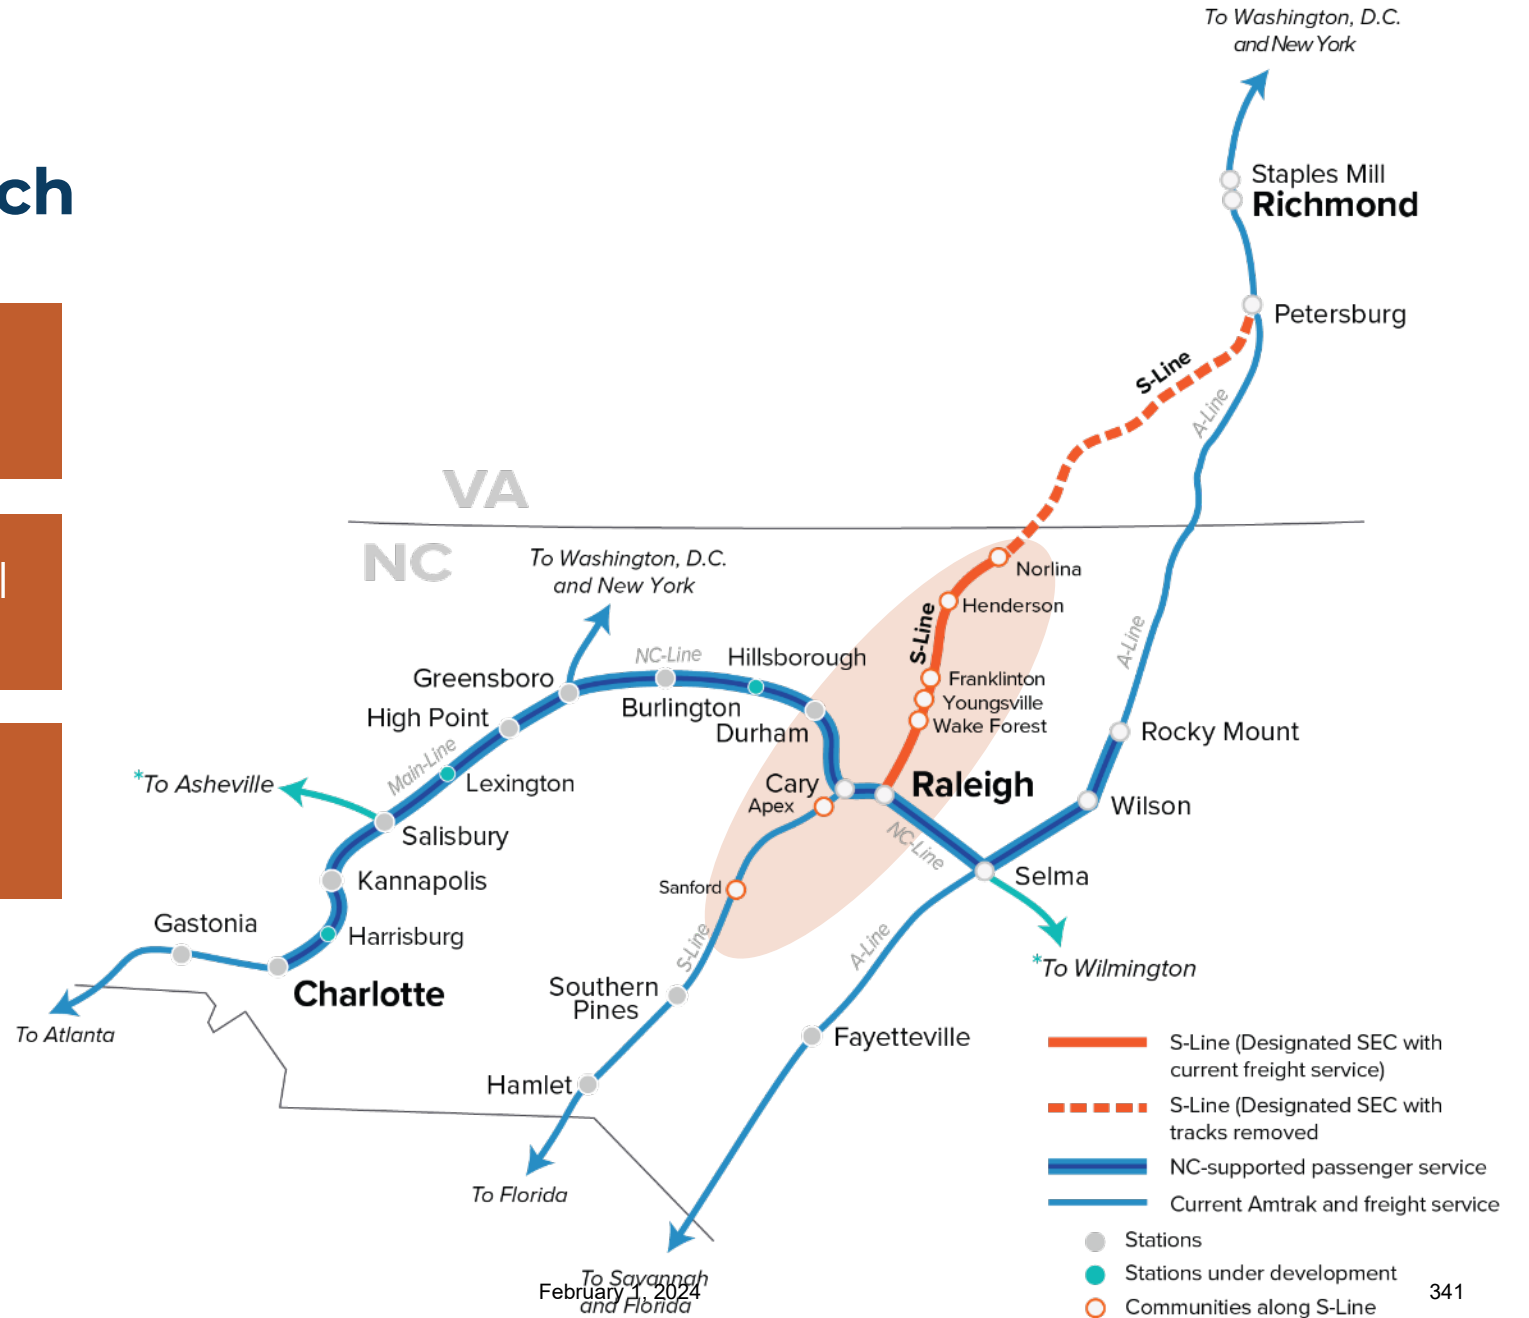 To Washington, D.C.
and New York
ch
Staples Mill
Richmond
Petersburg
S-Line
A-Line
VA
NC
To Washington, D.C.
and New York
Norlina
Henderson
S-Line
A-Line
NC-Line
Hillsborough
Greensboro
Franklinton
Youngsville
Wake Forest
High Point
Burlington
Durham
Rocky Mount
Main-Line
*To Asheville
Lexington
Cary
Raleigh
Apex
Wilson
Salisbury
NC-Line
Selma
Kannapolis
Sanford
Gastonia
Harrisburg
S-Line
A-Line
*To Wilmington
Charlotte
Southern
Pines
To Atlanta
Fayetteville
Hamlet
To Florida
To Savannah
and Florida
S-Line (Designated SEC with
current freight service)
S-Line (Designated SEC with
tracks removed
NC-supported passenger service
Current Amtrak and freight service
Stations
Stations under development
Communities along S-Line
February 1, 2024
341